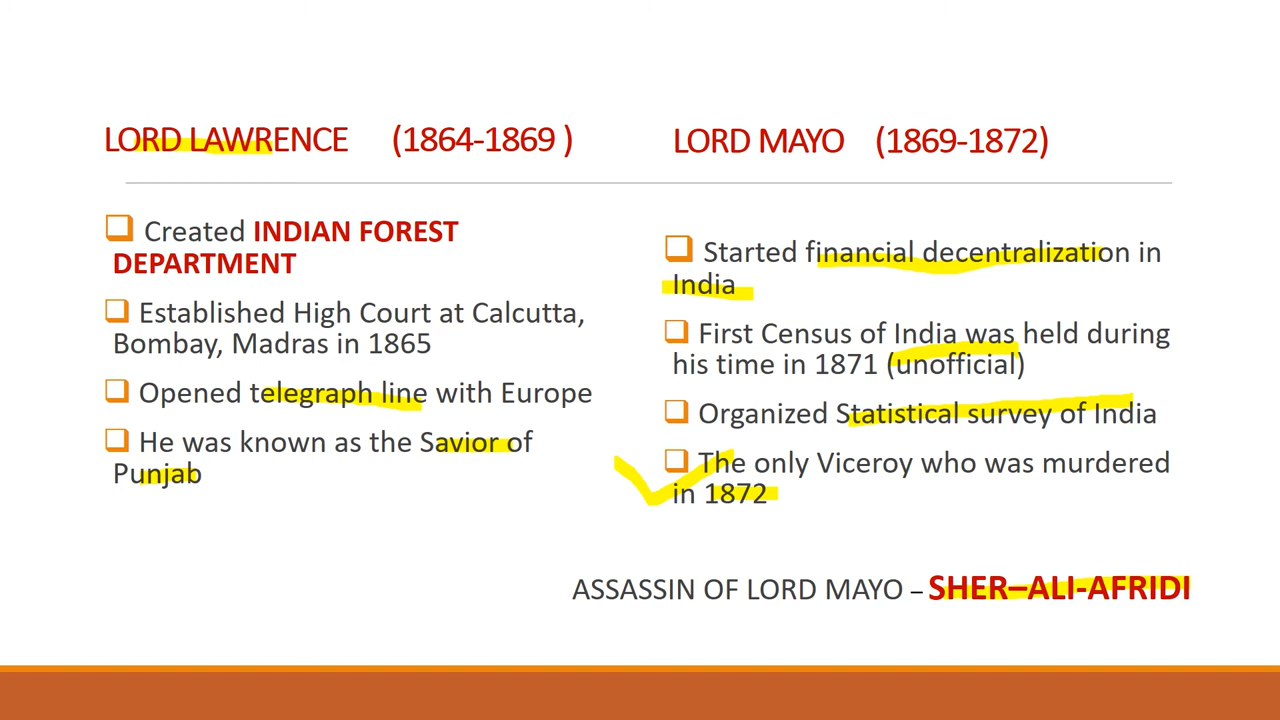 LORD LAWRENCE (1864-1869 )
Created INDIAN FOREST
DEPARTMENT
Established High Court at Calcutta,
Bombay, Madras in 1865
Opened telegraph line with Europe
He was known as the Savior of
Punjab
LORD MAYO (1869-1872)
Started financial decentralization in
India
First Census of India was held during
his time in 1871 (unofficial)
Organized Statistical survey of India
The only Viceroy who was murdered
in 1872
ASSASSIN OF LORD MAYO – SHER–ALI-AFRIDI